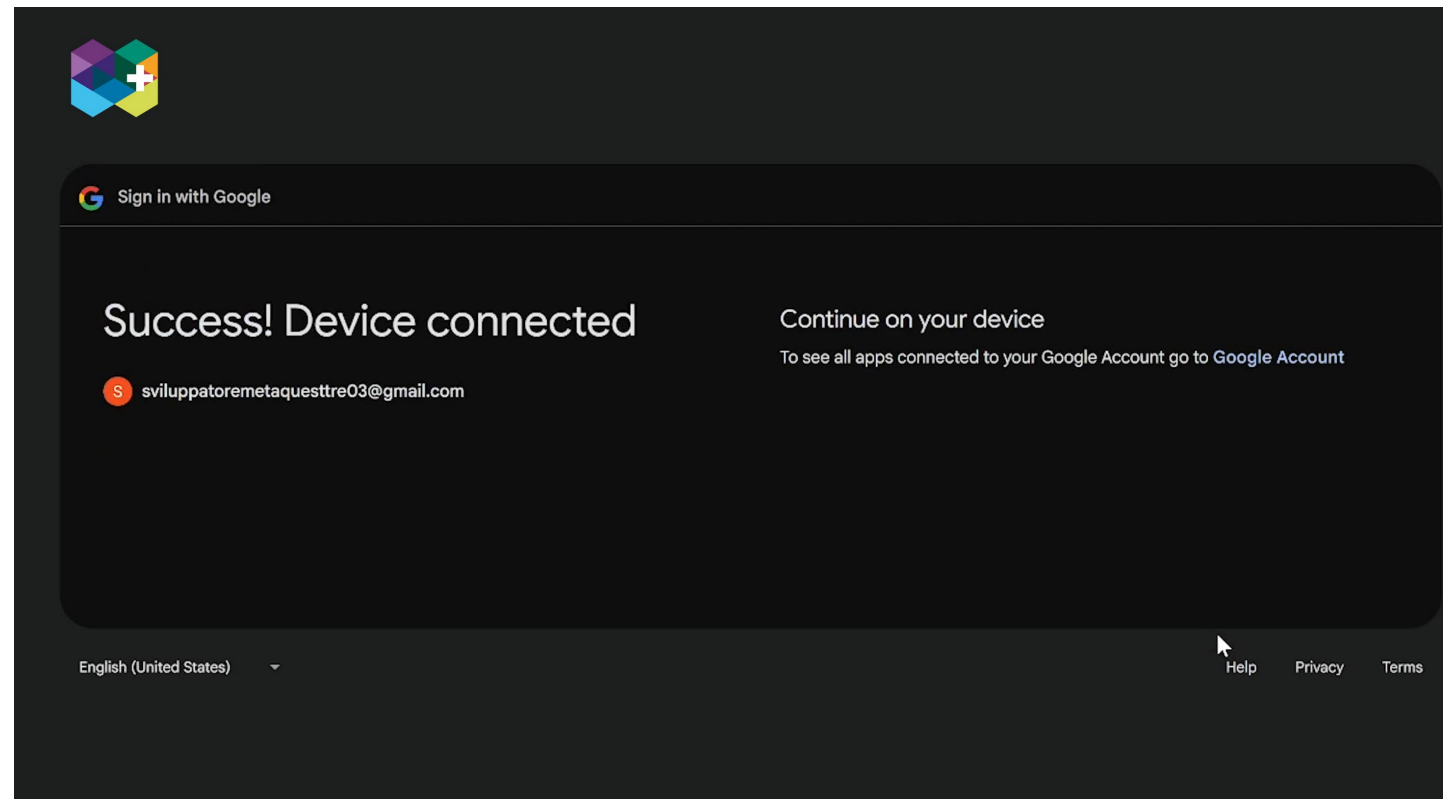 Sign in with Google
Success! Device connected
S sviluppatoremetaquesttre03@gmail.com
Continue on your device
To see all apps connected to your Google Account go to Google Account
English (United States)
Help Privacy Terms